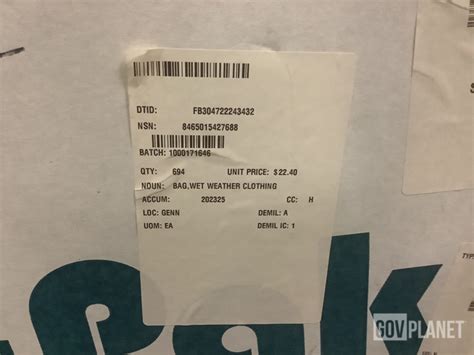 DTID: FB304722243432
NSN: 8465015427688
BATCH: 1000171646
QTY: 694 UNIT PRICE: $22.40
NOUN: BAG,WET WEATHER CLOTHING
ACCUM: 202325 CC: H
LOC: GENN DEMIL: A
UOM: EA DEMIL IC: 1
Pak
GOVPLANET